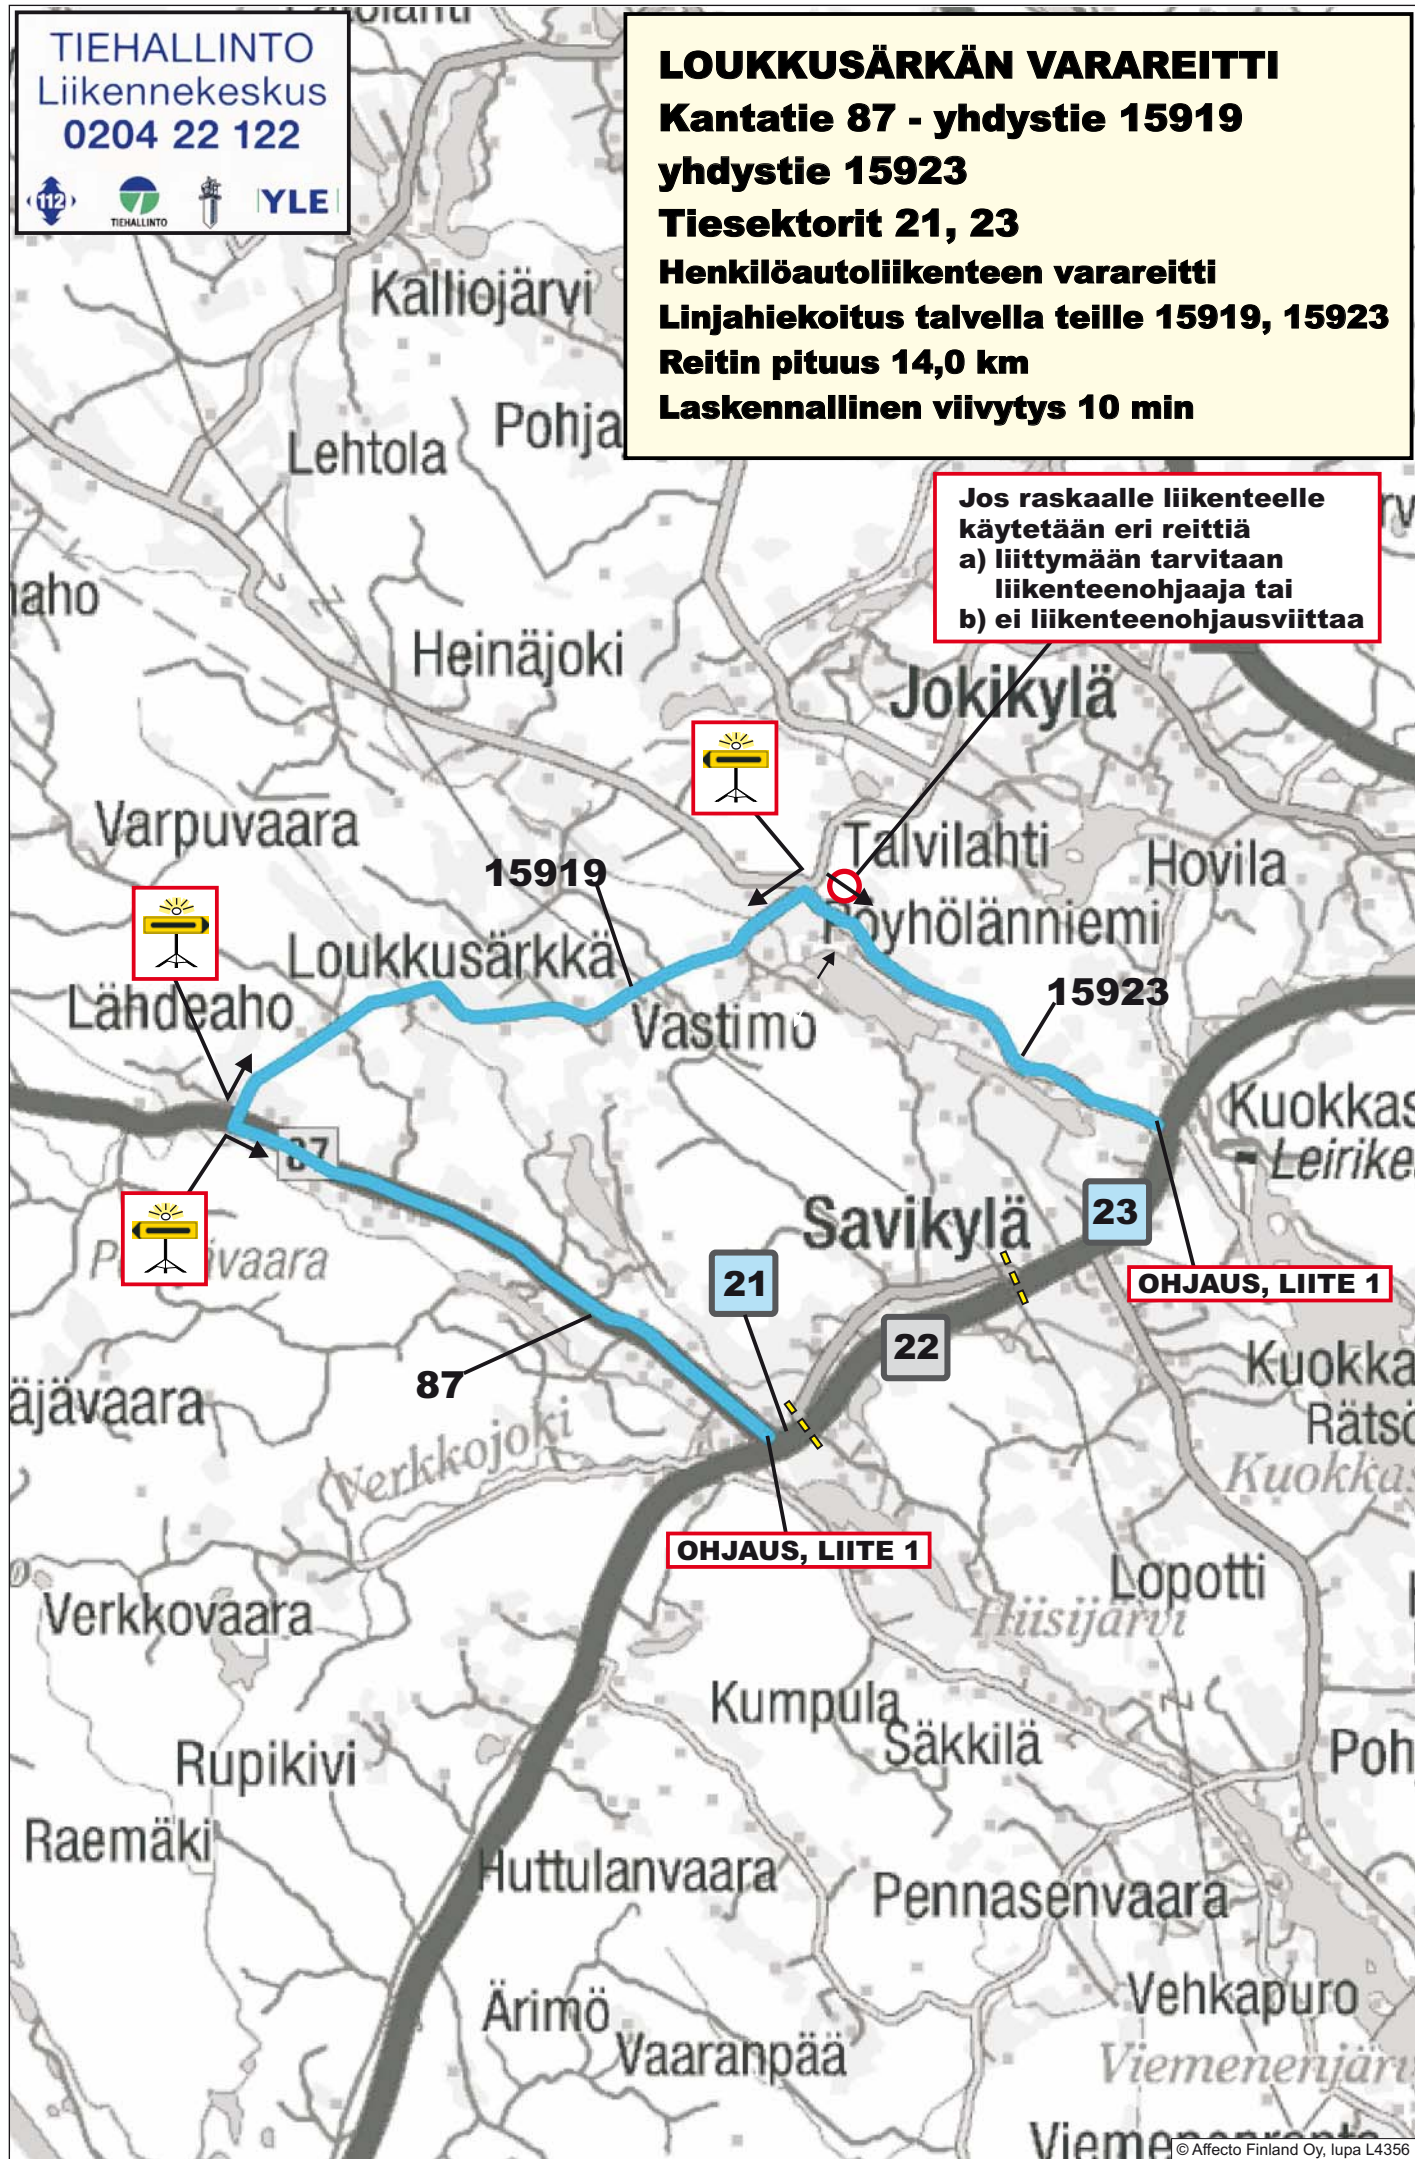 TIEHALLINTO
Liikennekeskus
0204 22 122
112
TIEHALLINTO
YLE
LOUKKUSÄRKÄN VARAREITTI
Kantatie 87 - yhdystie 15919
yhdystie 15923
Tiesektorit 21, 23
Henkilöautoliikenteen varareitti
Linjahiekoitus talvella teille 15919, 15923
Reitin pituus 14,0 km
Laskennallinen viivytys 10 min
Kalliojärvi
Lehtola
Pohja
Jos raskaalle liikenteelle
käytetään eri reittiä
a) liittymään tarvitaan
liikenteenohjaaja tai
b) ei liikenteenohjausviittaa
aho
Heinäjoki
Jokikylä
Varpuvaara
15919
Talvilahti
Hovila
Pöyhölänniemi
Loukkusärkkä
Lähdeaho
Vastimo
15923
Kuokkas
Leirike
87
Savikylä
23
21
OHJAUS, LIITE 1
22
87
Kuokka
äjävaara
Rätsö
Verkkojoki
Kuokkas
OHJAUS, LIITE 1
Lopotti
Hiisijärvi
Verkkovaara
Kumpula
Säkkilä
Rupikivi
Poh
Raemäki
Huttulanvaara
Pennasenvaara
Ärimö
Vehkapuro
Vaaranpää
Viemenenjärv
© Affecto Finland Oy, lupa L4356